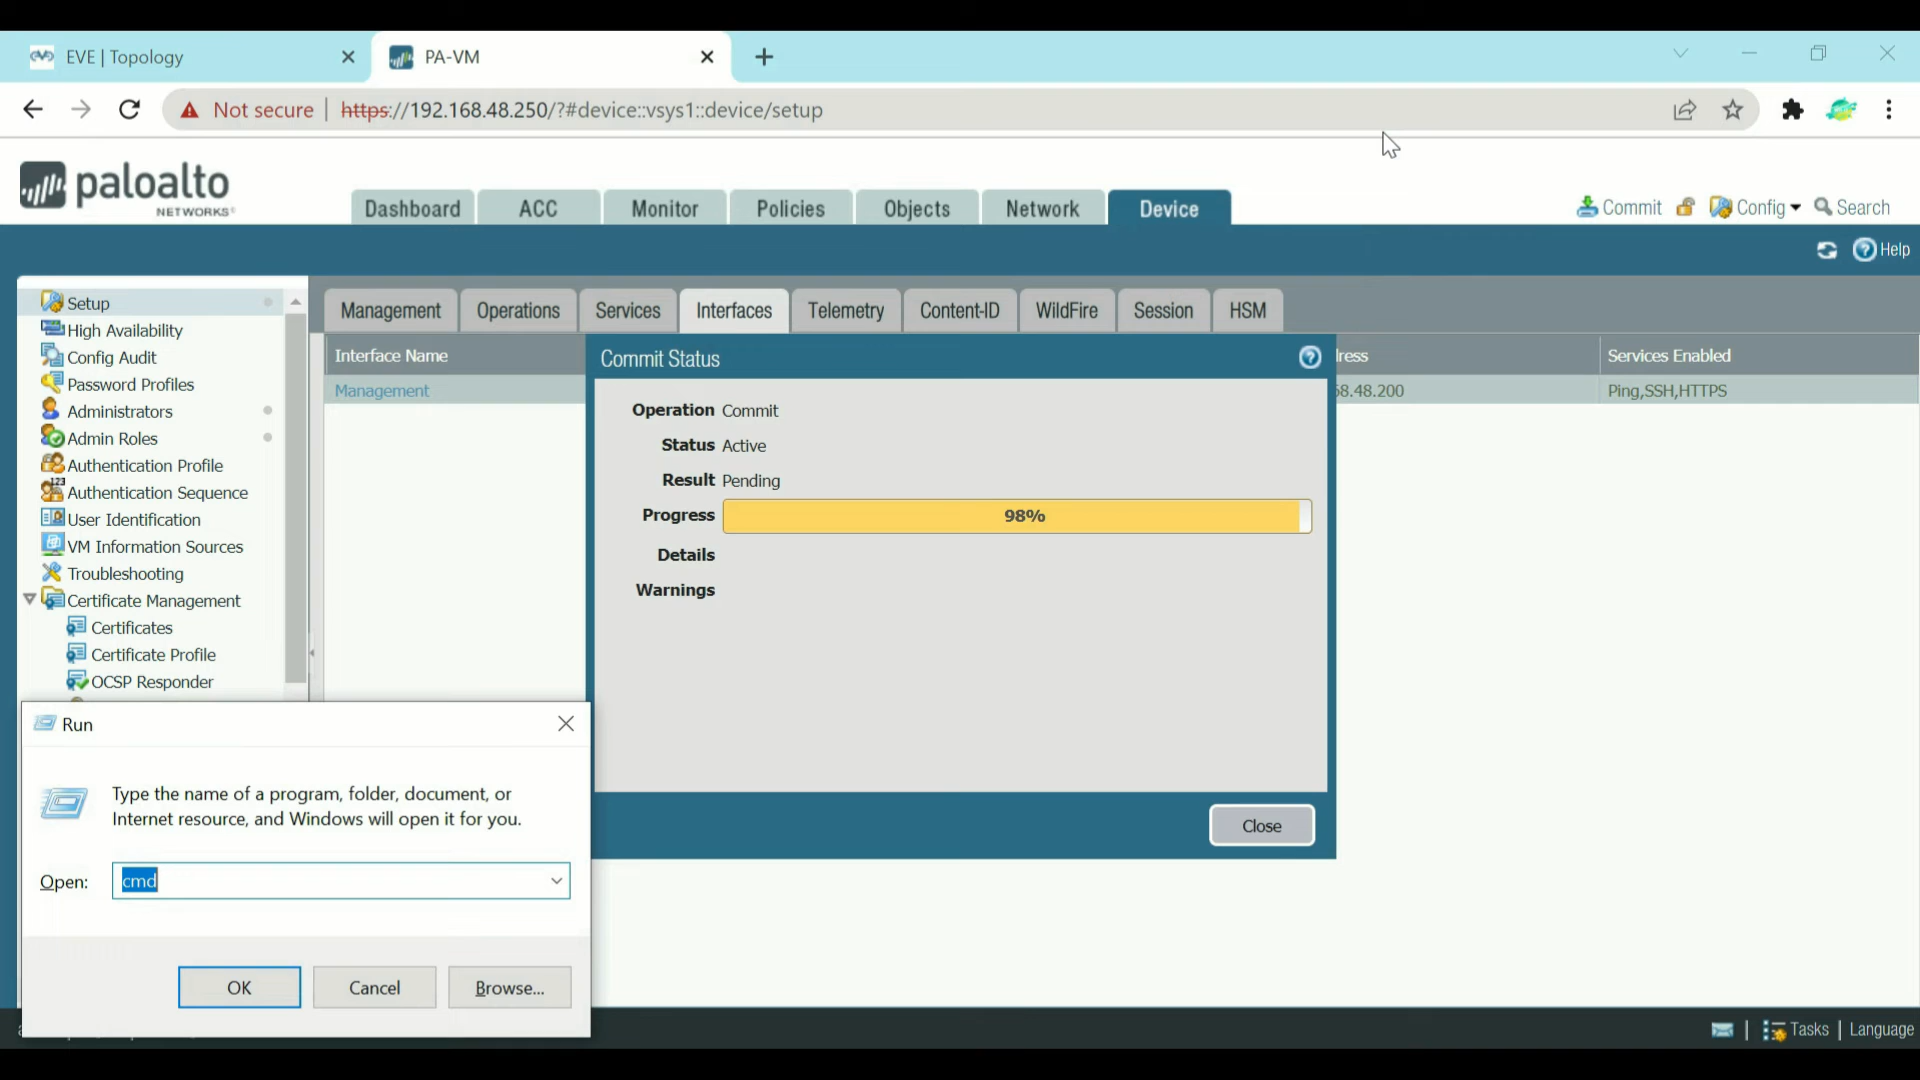 EVE | Topology
PA-VM
Not secure | https://192.168.48.250/?#device::vsys1::device/setup
paloalto
NETWORKS
Dashboard
ACC
Monitor
Policies
Objects
Network
Device
Commit
Config
Search
Help
Setup
High Availability
Config Audit
Password Profiles
Administrators
Admin Roles
Authentication Profile
Authentication Sequence
User Identification
VM Information Sources
Troubleshooting
Certificate Management
Certificates
Certificate Profile
OCSP Responder
Management
Operations
Services
Interfaces
Telemetry
Content-ID
WildFire
Session
HSM
Interface Name
ress
Services Enabled
Management
8.48.200
Ping,SSH,HTTPS
Commit Status
Operation Commit
Status Active
Result Pending
Progress 98%
Details
Warnings
Close
Run
Type the name of a program, folder, document, or
Internet resource, and Windows will open it for you.
Open: cmd
OK
Cancel
Browse...
Tasks | Language